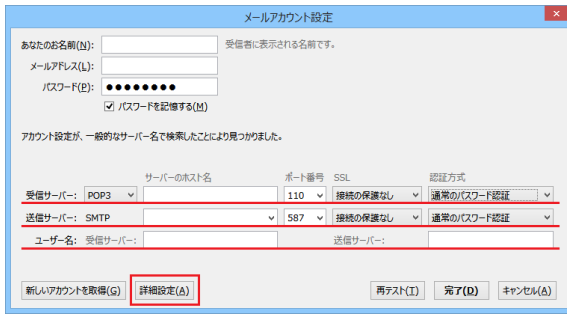 メールアカウント設定
×
あなたのお名前(N): 受信者に表示される名前です。
メールアドレス(L):
パスワード(P): ●●●●●●●●
パスワードを記憶する(M)
アカウント設定が、一般的なサーバー名で検索したことにより見つかりました。
サーバーのホスト名 ポート番号 SSL 認証方式
受信サーバー: POP3 110 接続の保護なし 通常のパスワード認証
送信サーバー: SMTP 587 接続の保護なし 通常のパスワード認証
ユーザー名: 受信サーバー: 送信サーバー:
新しいアカウントを取得(G) 詳細設定(A) 再テスト(T) 完了(D) キャンセル(A)